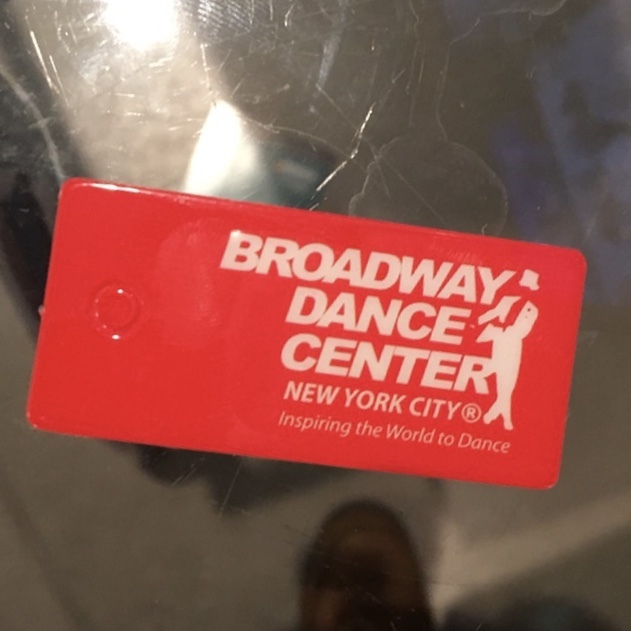 BROADWAY
DANCE
CENTER
NEW YORK CITY®
Inspiring the World to Dance